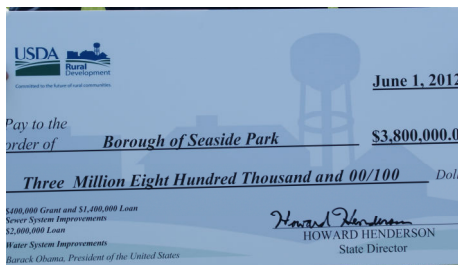 USDA
Rural
Development
Committed to the future of rural communities
June 1, 2012
Pay to the
order of Borough of Seaside Park $3,800,000.0
Three Million Eight Hundred Thousand and 00/100 Doll
$400,000 Grant and $1,400,000 Loan
Sewer System Improvements
$2,000,000 Loan
Water System Improvements
Barack Obama, President of the United States
Howard Henderson
HOWARD HENDERSON
State Director